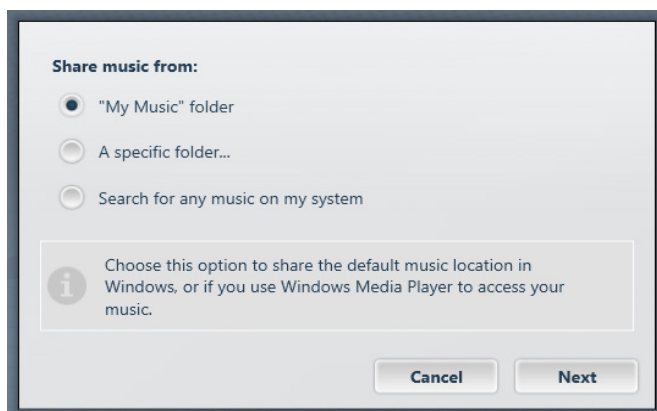 Share music from:
"My Music" folder
A specific folder...
Search for any music on my system
Choose this option to share the default music location in
Windows, or if you use Windows Media Player to access your
music.
Cancel Next